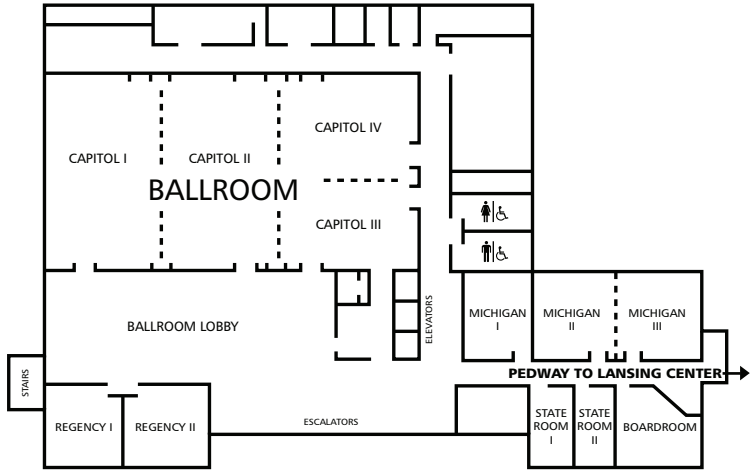 CAPITOL IV
CAPITOL I
CAPITOL II
BALLROOM
CAPITOL III
MICHIGAN
I
MICHIGAN
II
MICHIGAN
III
BALLROOM LOBBY
ELEVATORS
STAIRS
PEDWAY TO LANSING CENTER
REGENCY I
REGENCY II
ESCALATORS
STATE
ROOM
I
STATE
ROOM
II
BOARDROOM